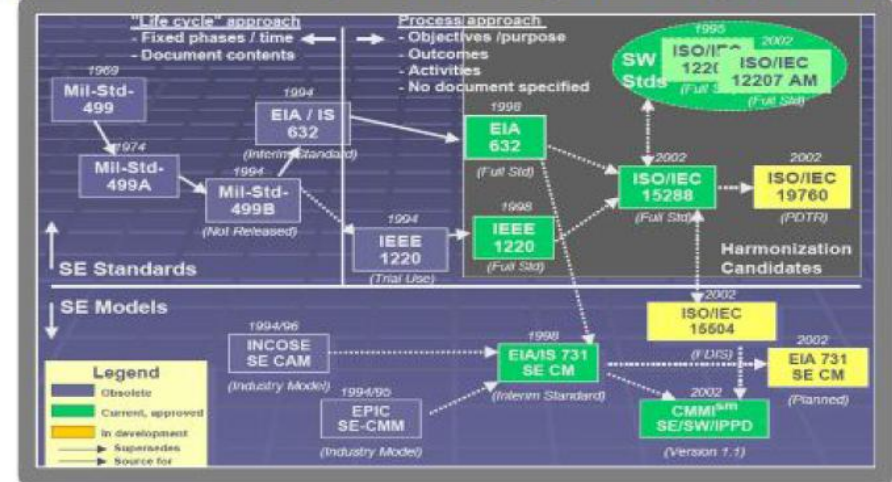 "Life cycle" approach
- Fixed phases / time
- Document contents
Process approach
- Objectives /purpose
- Outcomes
- Activities
- No document specified
1969
Mil-Std-
499
1974
Mil-Std-
499A
1994
Mil-Std-
499B
(Not Released)
1994
EIA / IS
632
(Interim Standard)
1994
IEEE
1220
(Trial Use)
1998
EIA
632
(Full Std)
1998
IEEE
1220
(Full Std)
SW
Stds
1995
ISO/IEC
1220
(Full S
2002
ISO/IEC
12207 AM
(Full Std)
2002
ISO/IEC
15288
(Full Std)
2002
ISO/IEC
19760
(PDTR)
Harmonization
Candidates
SE Standards
SE Models
1994/96
INCOSE
SE CAM
(Industry Model)
1994/95
EPIC
SE-CMM
(Industry Model)
1998
EIA/IS 731
SE CM
(Interim Standard)
2002
ISO/IEC
15504
(FDIS)
2002
EIA 731
SE CM
(Planned)
2002
CMMI sm
SE/SW/IPPD
(Version 1.1)
Legend
Obsolete
Current, approved
In development
Supersedes
Source for